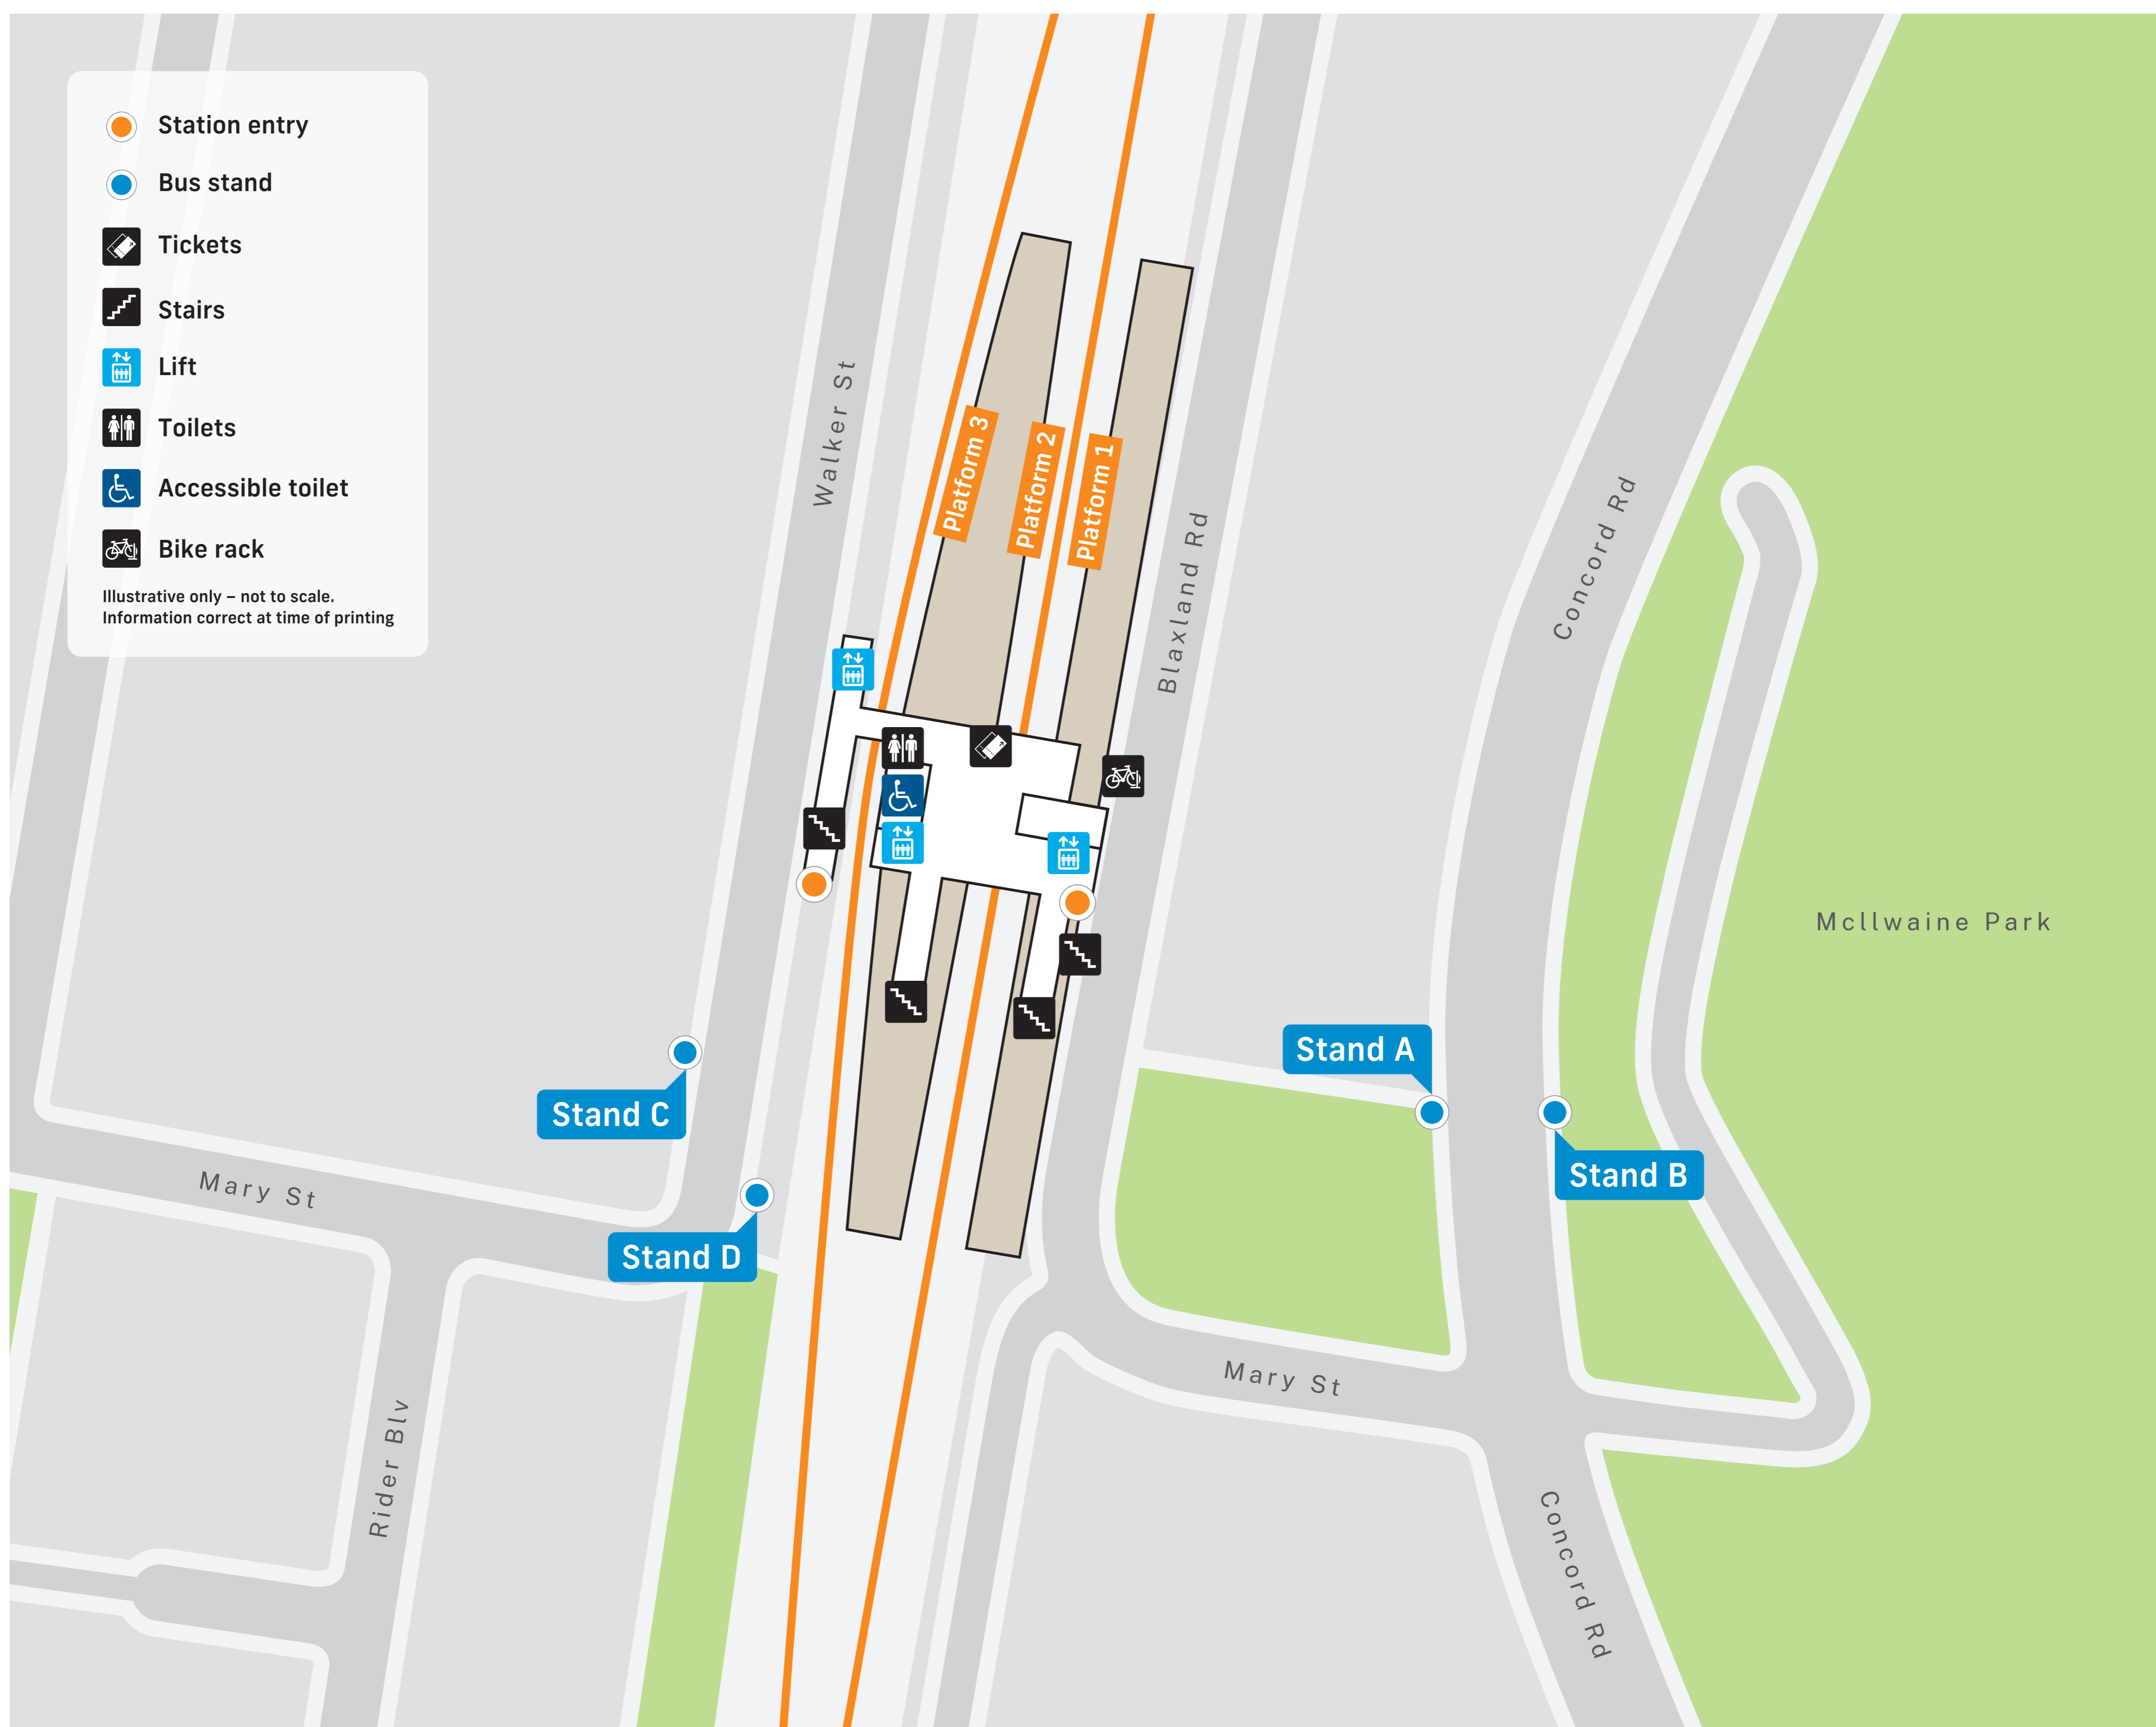 Station entry
Bus stand
Tickets
Stairs
Lift
Toilets
Accessible toilet
Bike rack
Illustrative only – not to scale.
Information correct at time of printing
Walker St
Platform 3
Platform 2
Platform 1
Blaxland Rd
Concord Rd
Mcllwaine Park
Stand A
Stand C
Stand B
Mary St
Stand D
Mary St
Rider Blv
Concord Rd